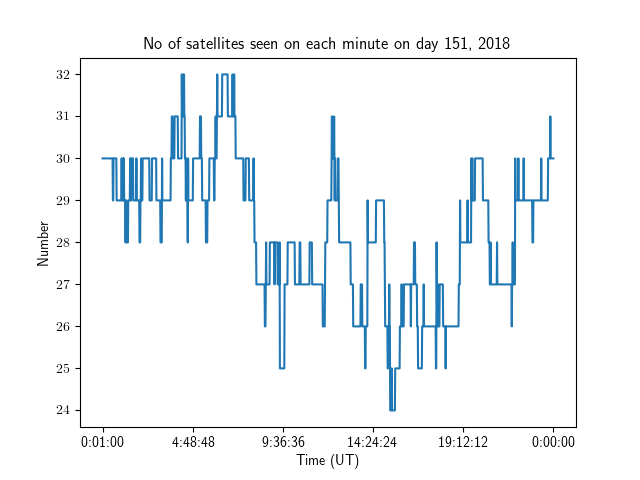 No of satellites seen on each minute on day 151, 2018
32
31
30
29
28
27
26
25
24
Number
0:01:00 4:48:48 9:36:36 14:24:24 19:12:12 0:00:00
Time (UT)